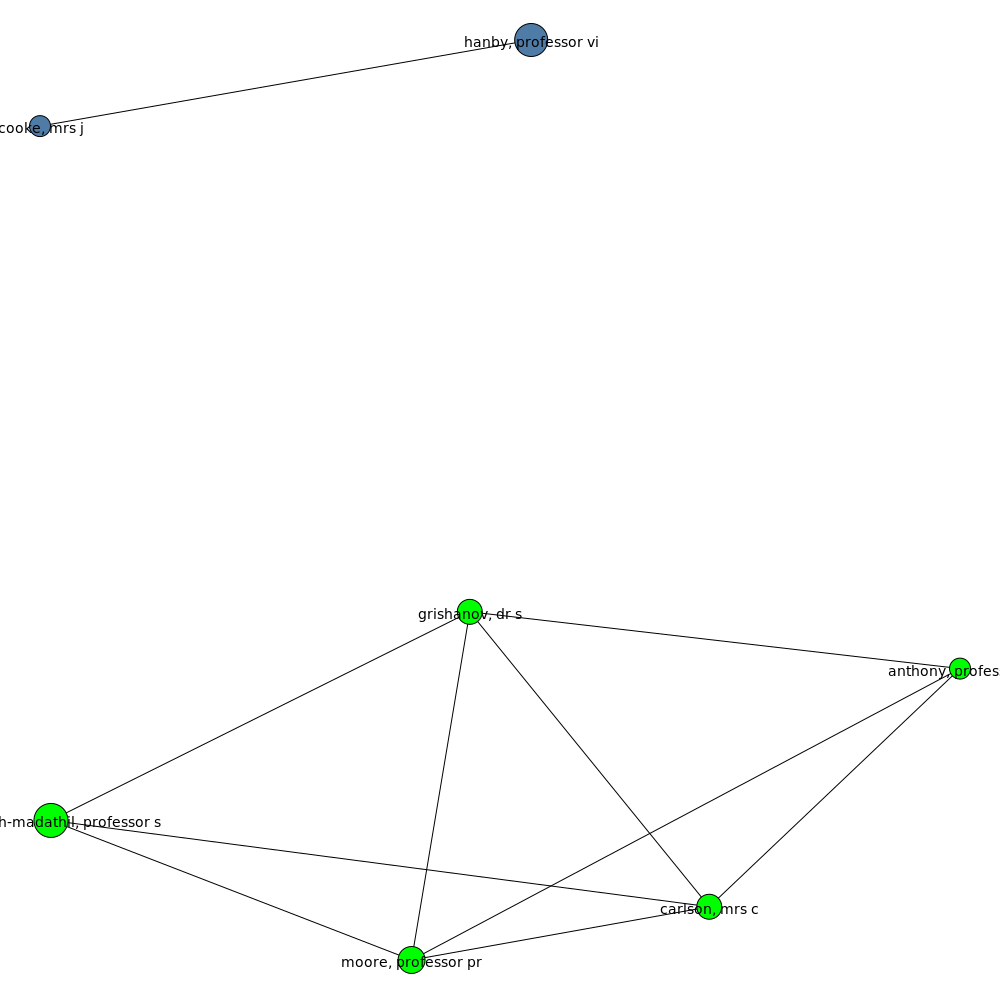 hanby, professor vi
cooke, mrs j
grishanov, dr s
anthony, profes
h-madathil, professor s
carlson, mrs c
moore, professor pr